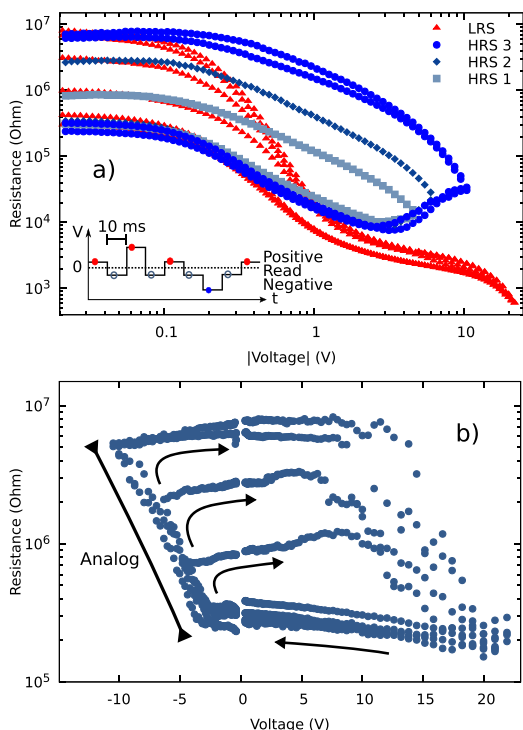 10⁷
10⁶
10⁵
10⁴
10³
Resistance (Ohm)
LRS
HRS 3
HRS 2
HRS 1
a)
10 ms
V
0
Positive
Read
Negative
t
0.1
1
10
|Voltage| (V)
10⁷
10⁶
10⁵
Resistance (Ohm)
b)
Analog
-10
-5
0
5
10
15
20
Voltage (V)